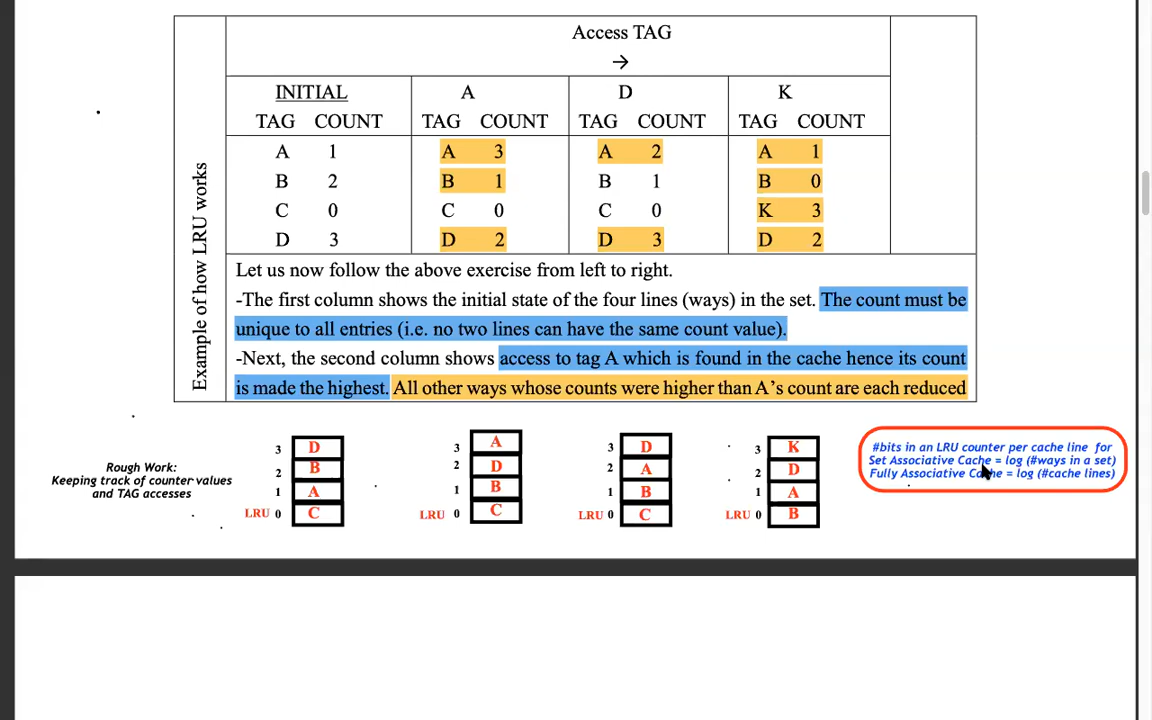 Access TAG
→
INITIAL A D K
TAG COUNT TAG COUNT TAG COUNT TAG COUNT
A 1 A 3 A 2 A 1
B 2 B 1 B 1 B 0
C 0 C 0 C 0 K 3
D 3 D 2 D 3 D 2
Example of how LRU works
Let us now follow the above exercise from left to right.
-The first column shows the initial state of the four lines (ways) in the set. The count must be
unique to all entries (i.e. no two lines can have the same count value).
-Next, the second column shows access to tag A which is found in the cache hence its count
is made the highest. All other ways whose counts were higher than A's count are each reduced
Rough Work:
Keeping track of counter values
and TAG accesses
3 D
2 B
1 A
LRU 0 C
3 A
2 D
1 B
LRU 0 C
3 D
2 A
1 B
LRU 0 C
3 K
2 D
1 A
LRU 0 B
#bits in an LRU counter per cache line for
Set Associative Cache = log (#ways in a set)
Fully Associative Cache = log (#cache lines)